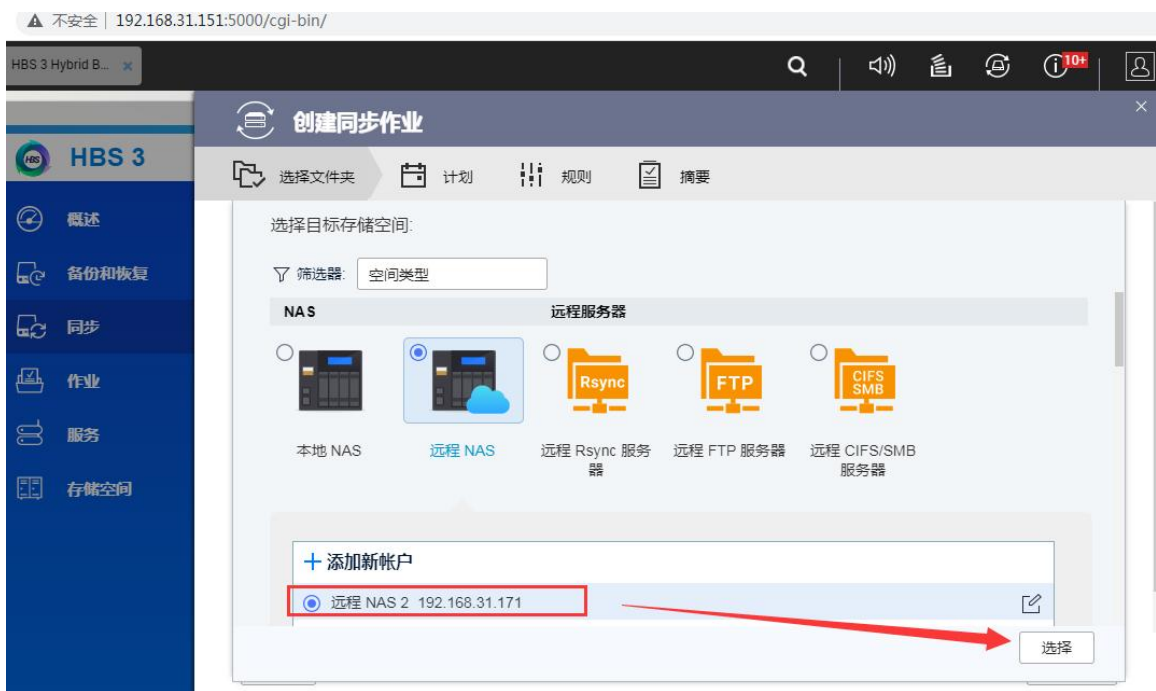 不安全 | 192.168.31.151:5000/cgi-bin/
HBS 3 Hybrid B... ×
10+
创建同步作业
HBS HBS 3
选择文件夹 计划 规则 摘要
概述
备份和恢复
同步
作业
服务
存储空间
选择目标存储空间:
筛选器: 空间类型
NAS 远程服务器
Rsync FTP CIFS
SMB
本地 NAS 远程 NAS 远程 Rsync 服务 远程 FTP 服务器 远程 CIFS/SMB
器 服务器
添加新帐户
远程 NAS 2 192.168.31.171
选择